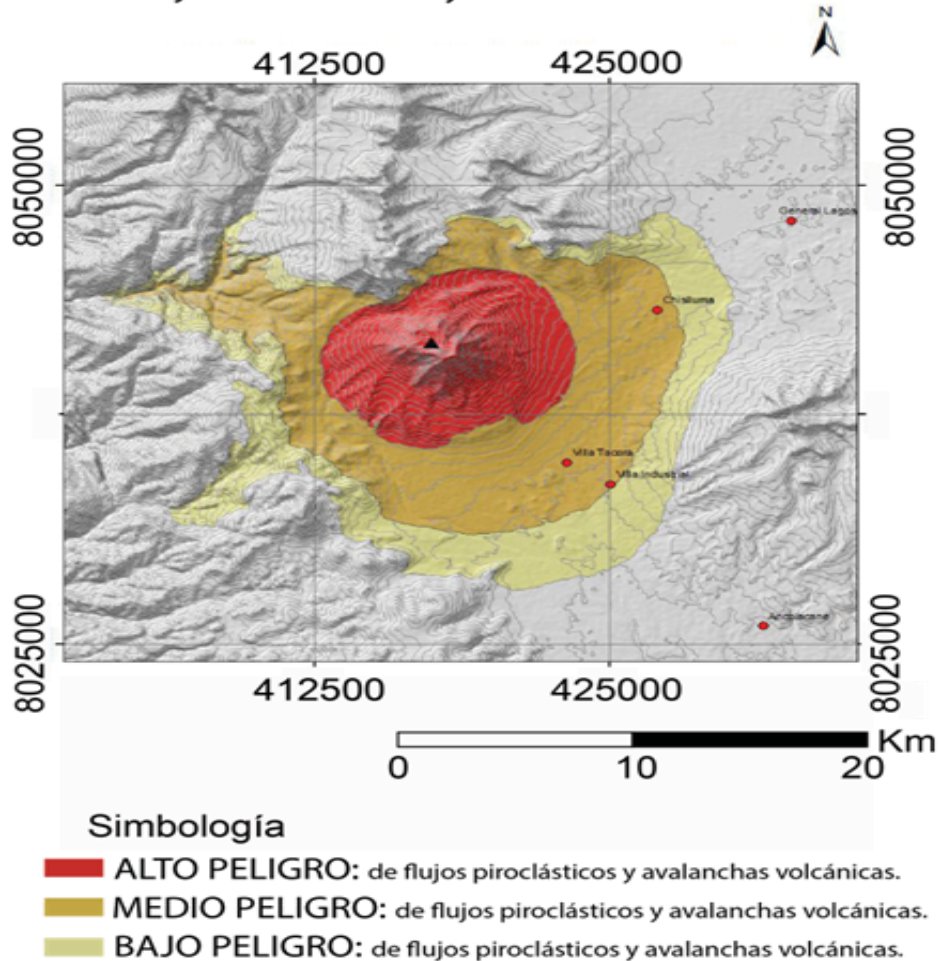 N
412500 425000
8050000 8050000
General Lagos
Chislluma
Villa Tacora
Villa Industrial
8025000 8025000
412500 425000
Km
0 10 20
Simbología
ALTO PELIGRO: de flujos piroclásticos y avalanchas volcánicas.
MEDIO PELIGRO: de flujos piroclásticos y avalanchas volcánicas.
BAJO PELIGRO: de flujos piroclásticos y avalanchas volcánicas.